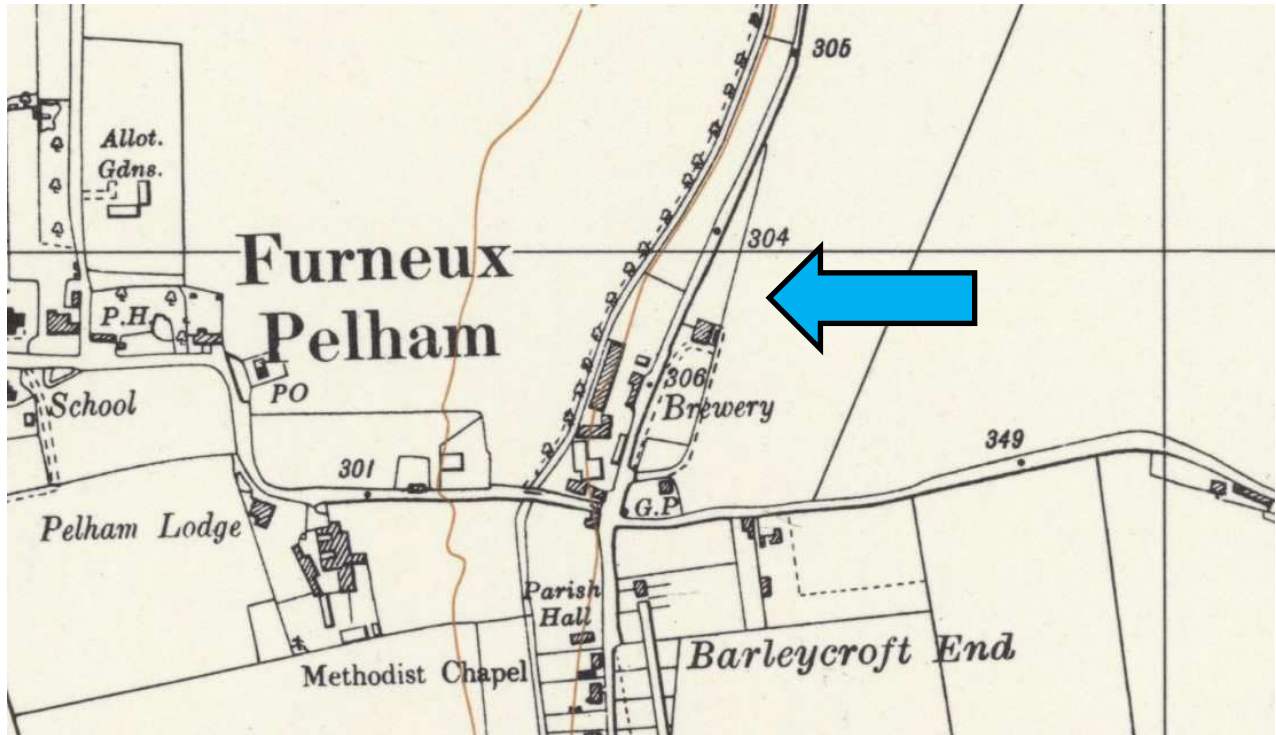 305
Allot.
Gdns.
304
Furneux
Pelham
P.H.
PO
306
School
Brewery
349
301
G.P
Pelham Lodge
Parish
Hall
Barleycroft End
Methodist Chapel